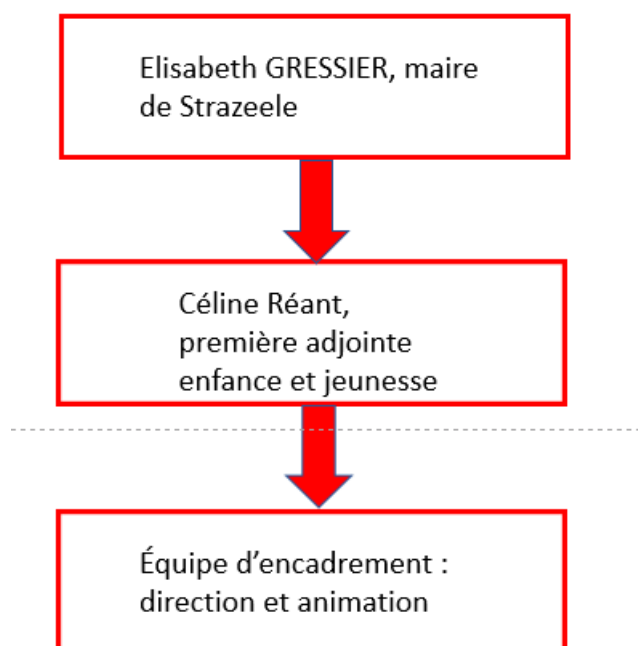 Elisabeth GRESSIER, maire
de Strazeele
Céline Réant,
première adjointe
enfance et jeunesse
Équipe d’encadrement :
direction et animation